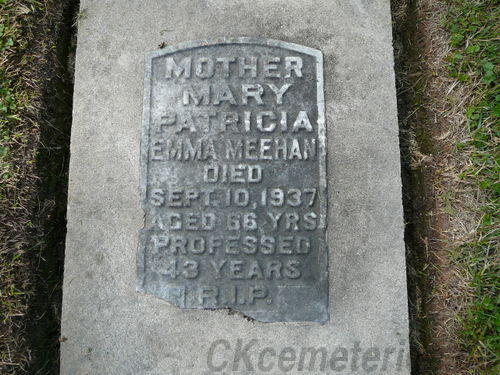 MOTHER
MARY
PATRICIA
EMMA MEEHAN
DIED
SEPT. 10, 1937
AGED 66 YRS.
PROFESSED
43 YEARS
R.I.P.
CKcemeteri